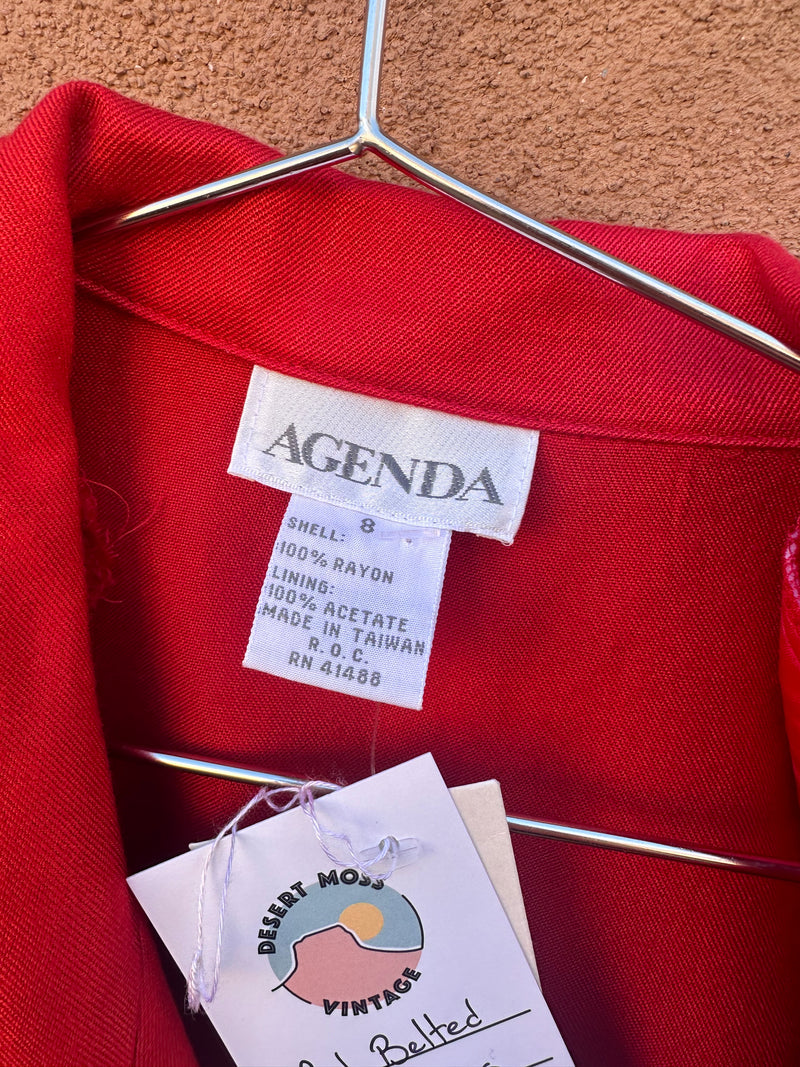 AGENDA
8
SHELL:
100% RAYON
LINING:
100% ACETATE
MADE IN TAIWAN
R.O.C.
RN 41488
DESERT MOSS
VINTAGE
Belted